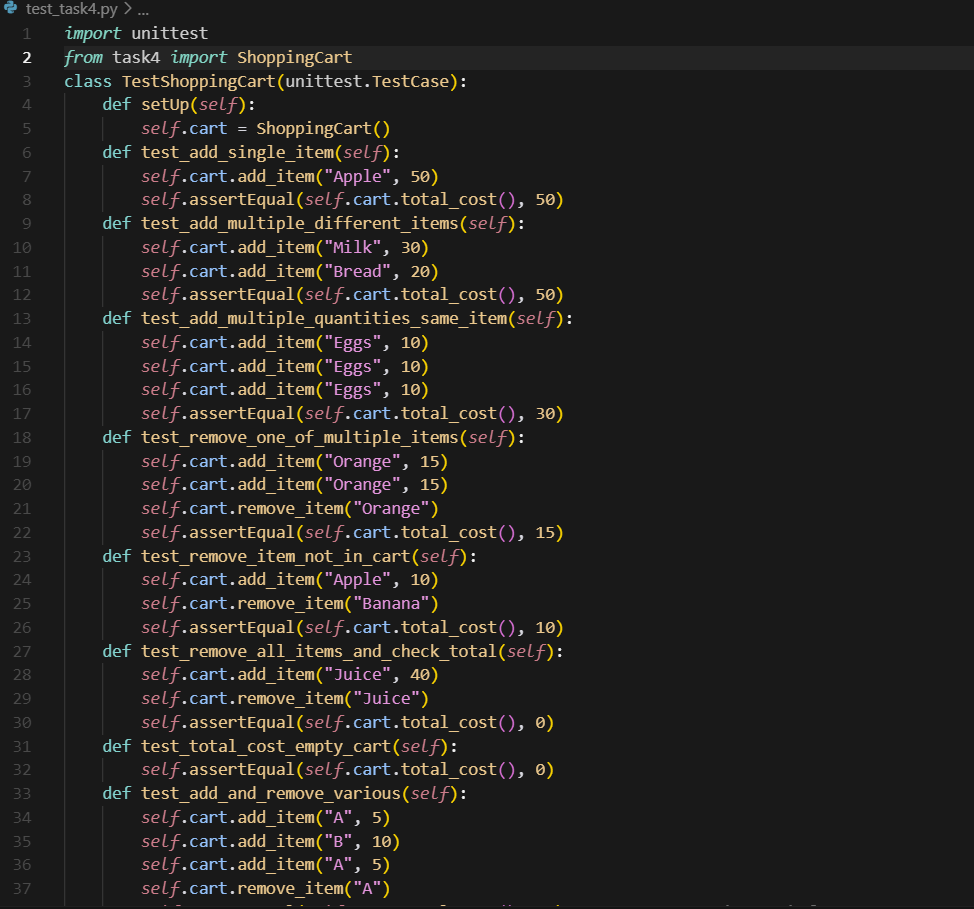 test_task4.py > ...
1 import unittest
2 from task4 import ShoppingCart
3 class TestShoppingCart(unittest.TestCase):
4     def setUp(self):
5         self.cart = ShoppingCart()
6     def test_add_single_item(self):
7         self.cart.add_item("Apple", 50)
8         self.assertEqual(self.cart.total_cost(), 50)
9     def test_add_multiple_different_items(self):
10         self.cart.add_item("Milk", 30)
11         self.cart.add_item("Bread", 20)
12         self.assertEqual(self.cart.total_cost(), 50)
13     def test_add_multiple_quantities_same_item(self):
14         self.cart.add_item("Eggs", 10)
15         self.cart.add_item("Eggs", 10)
16         self.cart.add_item("Eggs", 10)
17         self.assertEqual(self.cart.total_cost(), 30)
18     def test_remove_one_of_multiple_items(self):
19         self.cart.add_item("Orange", 15)
20         self.cart.add_item("Orange", 15)
21         self.cart.remove_item("Orange")
22         self.assertEqual(self.cart.total_cost(), 15)
23     def test_remove_item_not_in_cart(self):
24         self.cart.add_item("Apple", 10)
25         self.cart.remove_item("Banana")
26         self.assertEqual(self.cart.total_cost(), 10)
27     def test_remove_all_items_and_check_total(self):
28         self.cart.add_item("Juice", 40)
29         self.cart.remove_item("Juice")
30         self.assertEqual(self.cart.total_cost(), 0)
31     def test_total_cost_empty_cart(self):
32         self.assertEqual(self.cart.total_cost(), 0)
33     def test_add_and_remove_various(self):
34         self.cart.add_item("A", 5)
35         self.cart.add_item("B", 10)
36         self.cart.add_item("A", 5)
37         self.cart.remove_item("A")